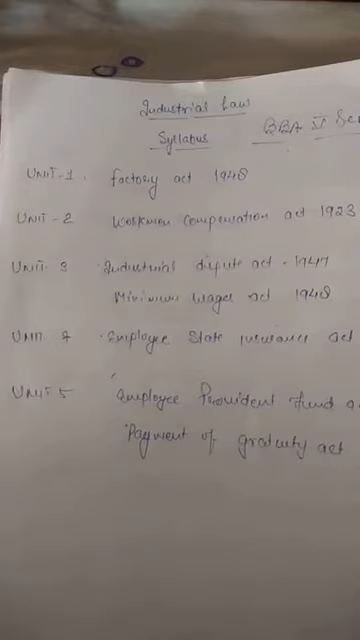 Industrial Law
Syllabus BBA V Sem
UNIT-1. Factory act 1948
UNIT-2 Workmen Compensation act 1923
UNIT 3 Industrial dispute act - 1947
Minimum wages act 1948
UNIT 4 Employee State insurance act
UNIT 5 Employee Provident Fund a
Payment of gratuity act